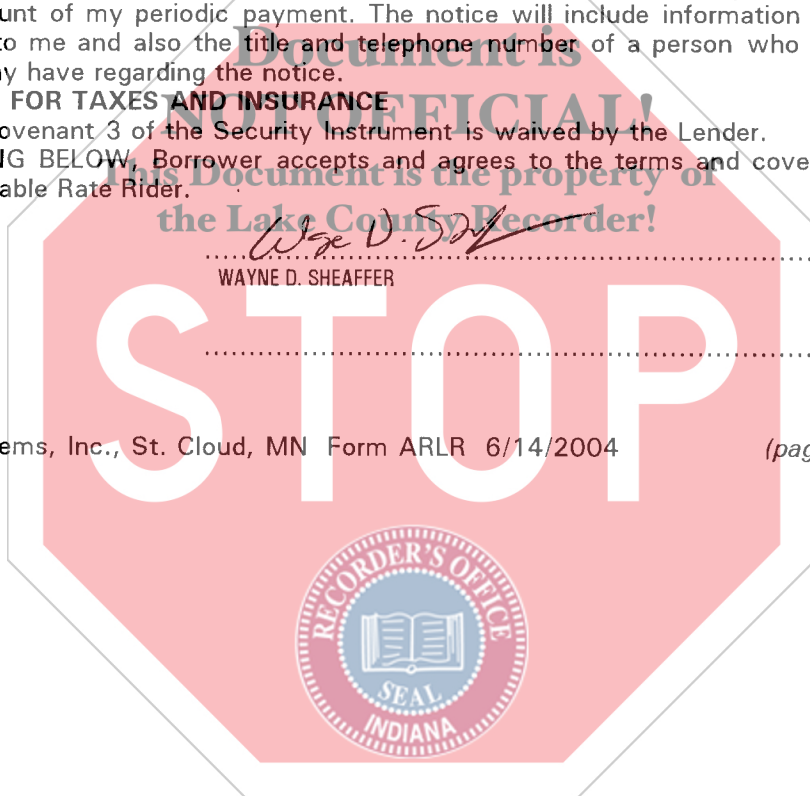 unt of my periodic payment. The notice will include information
to me and also the title and telephone number of a person who
y have regarding the notice.
FOR TAXES AND INSURANCE
ovenant 3 of the Security Instrument is waived by the Lender.
IG BELOW, Borrower accepts and agrees to the terms and cove
able Rate Rider.
Document is
NOT OFFICIAL!
This Document is the property of
the Lake County Recorder!
WAYNE D. SHEAFFER
STOP
ems, Inc., St. Cloud, MN Form ARLR 6/14/2004 (pag
RECORDER'S OFFICE
SEAL
INDIANA